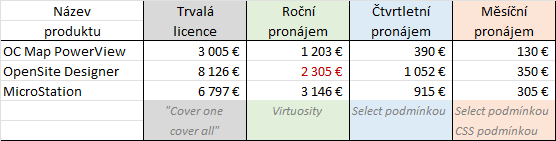 Název Trvalá Roční Čtvrtletní Měsíční
produktu licence pronájem pronájem pronájem
OC Map PowerView 3 005 € 1 203 € 390 € 130 €
OpenSite Designer 8 126 € 2 305 € 1 052 € 350 €
MicroStation 6 797 € 3 146 € 915 € 305 €
"Cover one Virtuosity Select podmínkou Select podmínkou
cover all" CSS podmínkou